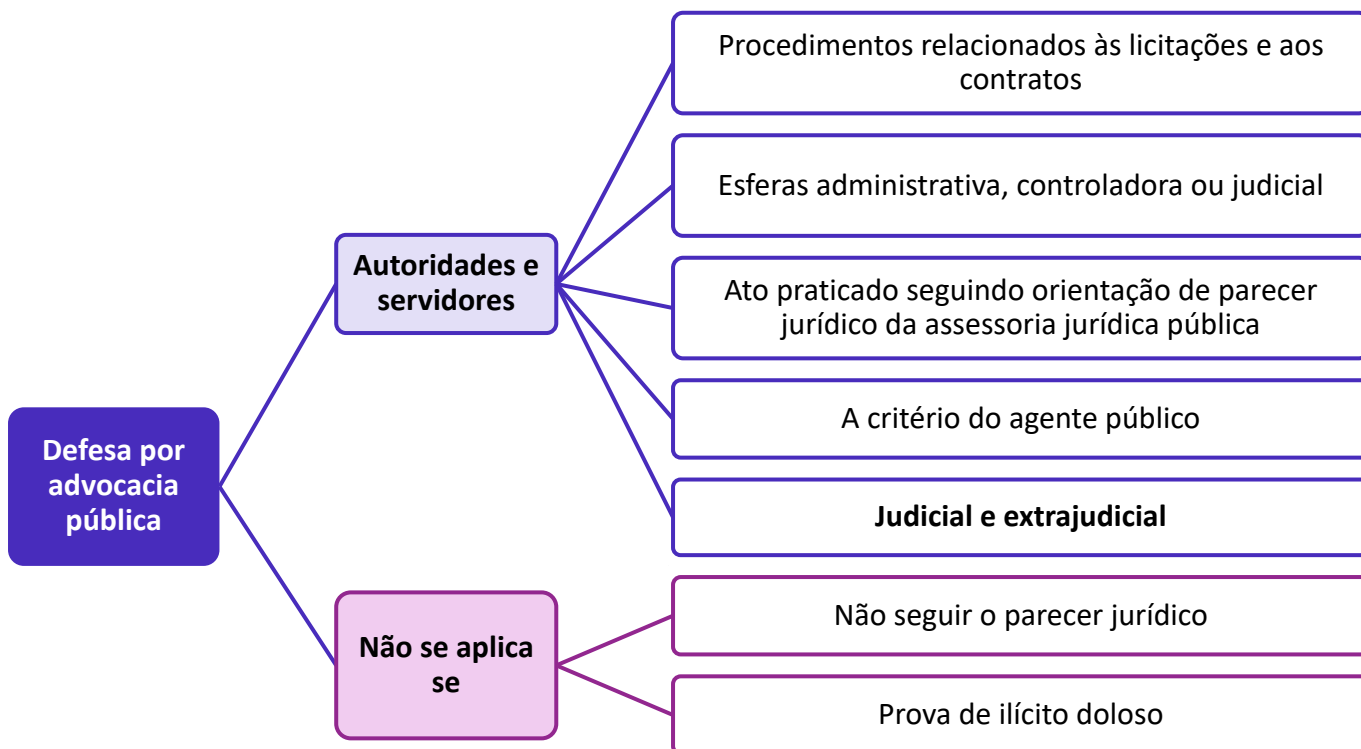 Defesa por
advocacia
pública
Autoridades e
servidores
Procedimentos relacionados às licitações e aos
contratos
Esferas administrativa, controladora ou judicial
Ato praticado seguindo orientação de parecer
jurídico da assessoria jurídica pública
A critério do agente público
Judicial e extrajudicial
Não se aplica
se
Não seguir o parecer jurídico
Prova de ilícito doloso